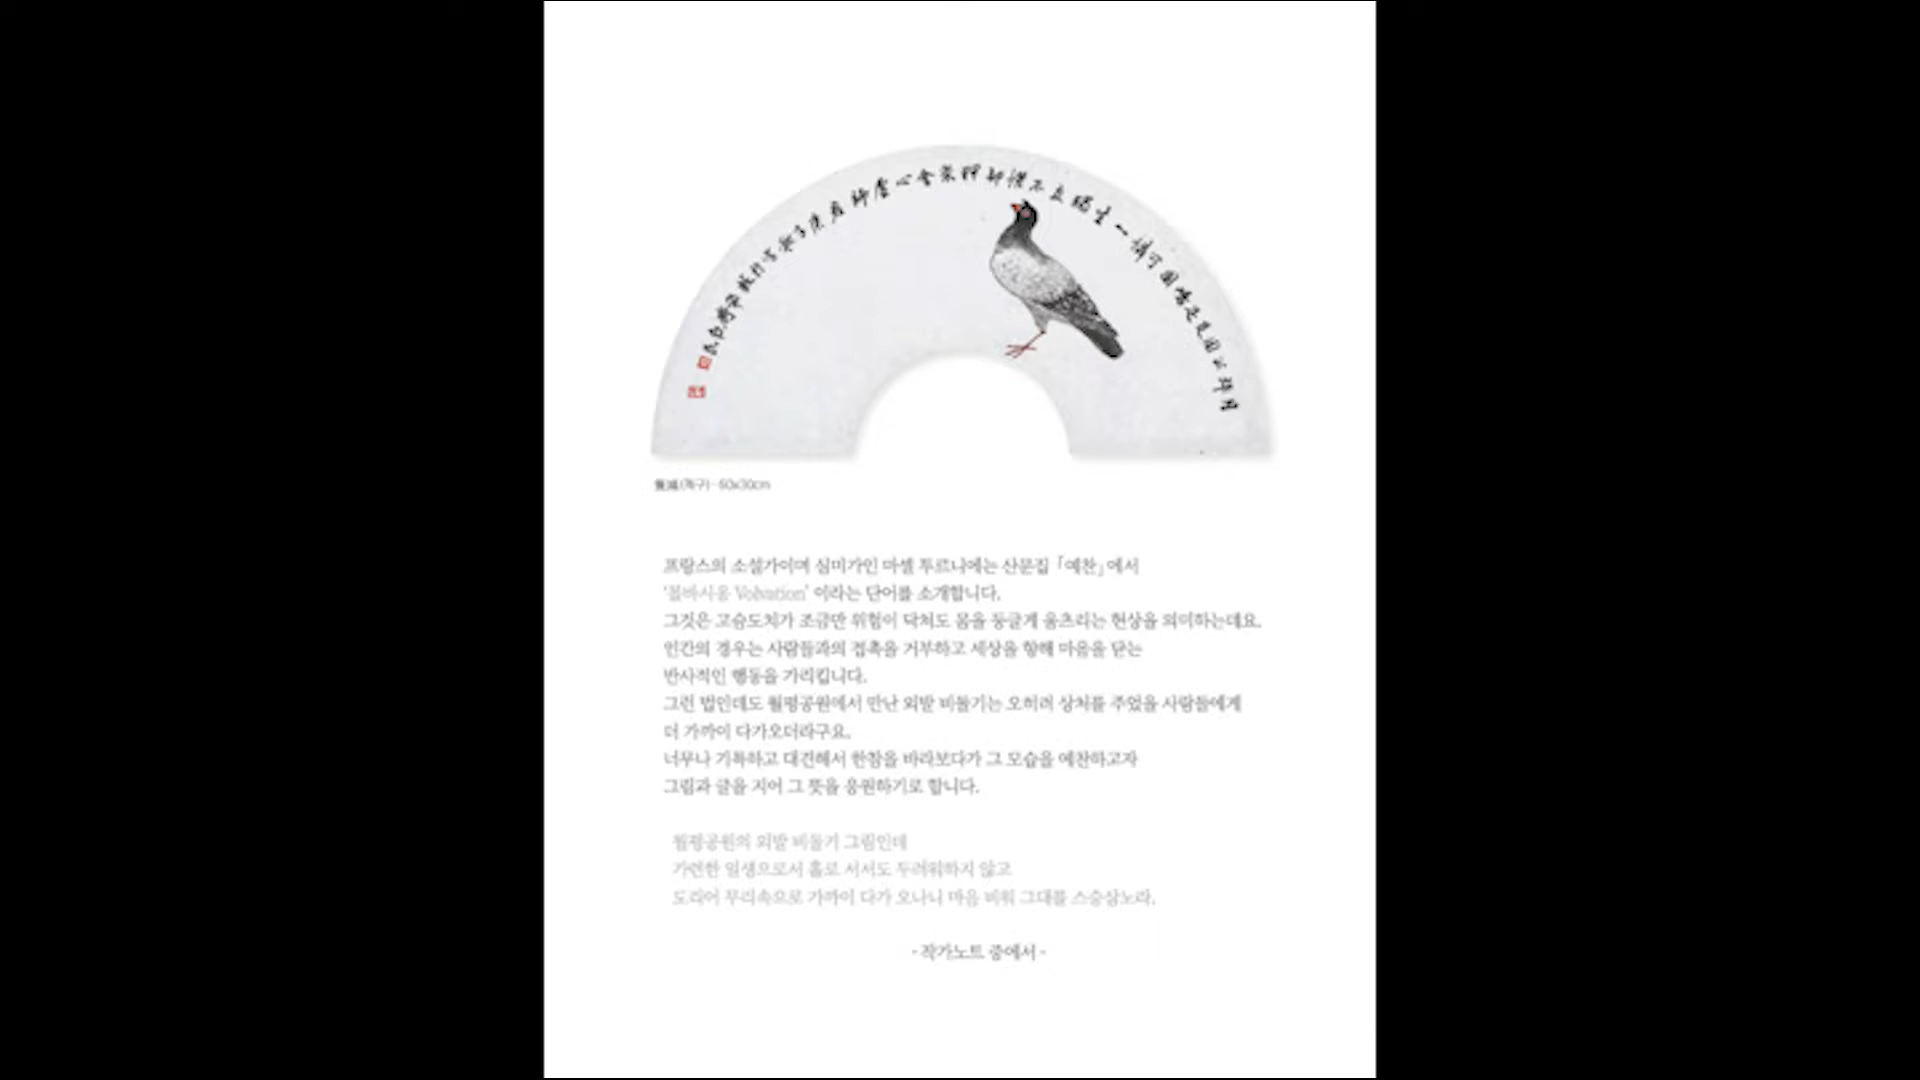 (독구) - 60x30cm
프랑스의 소설가이며 심미가인 마셸 투르니에는 산문집 「예찬」에서
'볼바시옹 Volvation' 이라는 단어를 소개합니다.
그것은 고슴도치가 조금만 위험이 닥쳐도 몸을 둥글게 움츠리는 현상을 의미하는데요.
인간의 경우는 사람들과의 접촉을 거부하고 세상을 향해 마음을 닫는
반사적인 행동을 가리킵니다.
그런 법인데도 월평공원에서 만난 외발 비둘기는 오히려 상처를 주었을 사람들에게
더 가까이 다가오더라구요.
너무나 기특하고 대견해서 한참을 바라보다가 그 모습을 예찬하고자
그림과 글을 지어 그 뜻을 응원하기로 합니다.
월평공원의 외발 비둘기 그림인데
가련한 일생으로서 홀로 서서도 두려워하지 않고
도리어 무리속으로 가까이 다가 오나니 마음 비워 그대를 스승삼노라.
- 작가노트 중에서 -